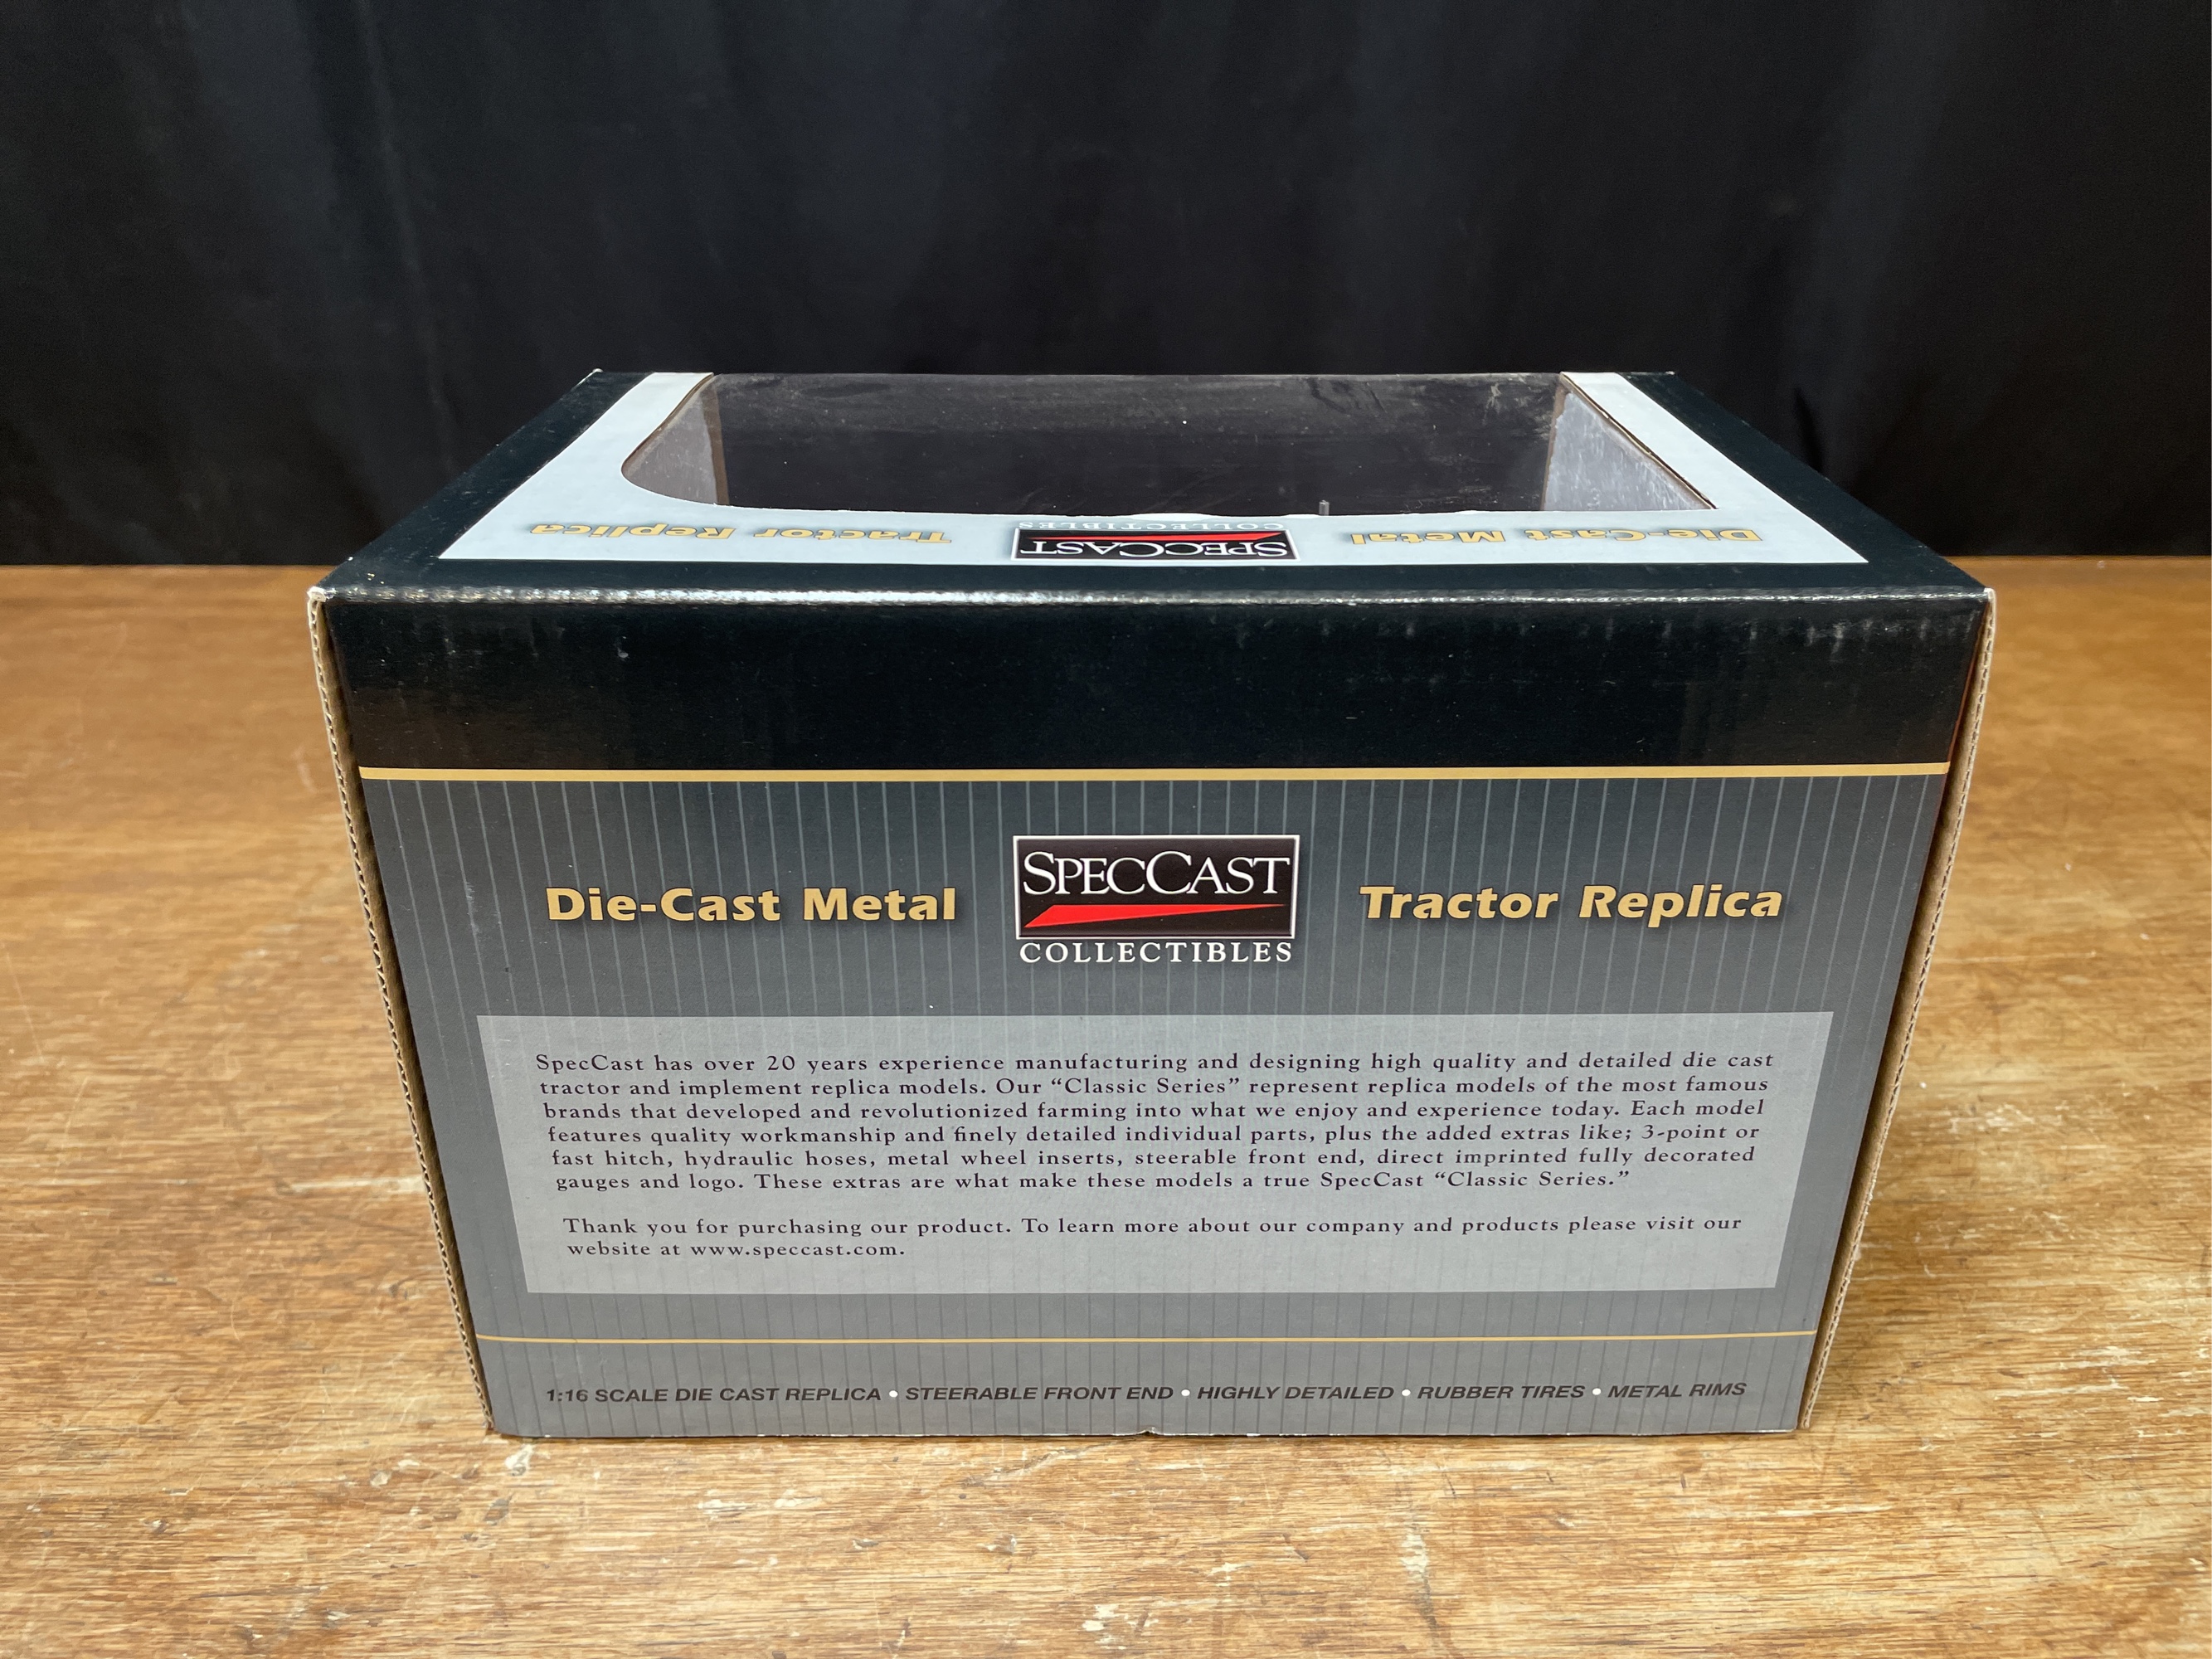 Die-Cast Metal
SPECCAST
COLLECTIBLES
Tractor Replica
Die-Cast Metal
SPECCAST
COLLECTIBLES
Tractor Replica
SpecCast has over 20 years experience manufacturing and designing high quality and detailed die cast
tractor and implement replica models. Our “Classic Series” represent replica models of the most famous
brands that developed and revolutionized farming into what we enjoy and experience today. Each model
features quality workmanship and finely detailed individual parts, plus the added extras like; 3-point or
fast hitch, hydraulic hoses, metal wheel inserts, steerable front end, direct imprinted fully decorated
gauges and logo. These extras are what make these models a true SpecCast “Classic Series.”
Thank you for purchasing our product. To learn more about our company and products please visit our
website at www.speccast.com.
1:16 SCALE DIE CAST REPLICA • STEERABLE FRONT END • HIGHLY DETAILED • RUBBER TIRES • METAL RIMS